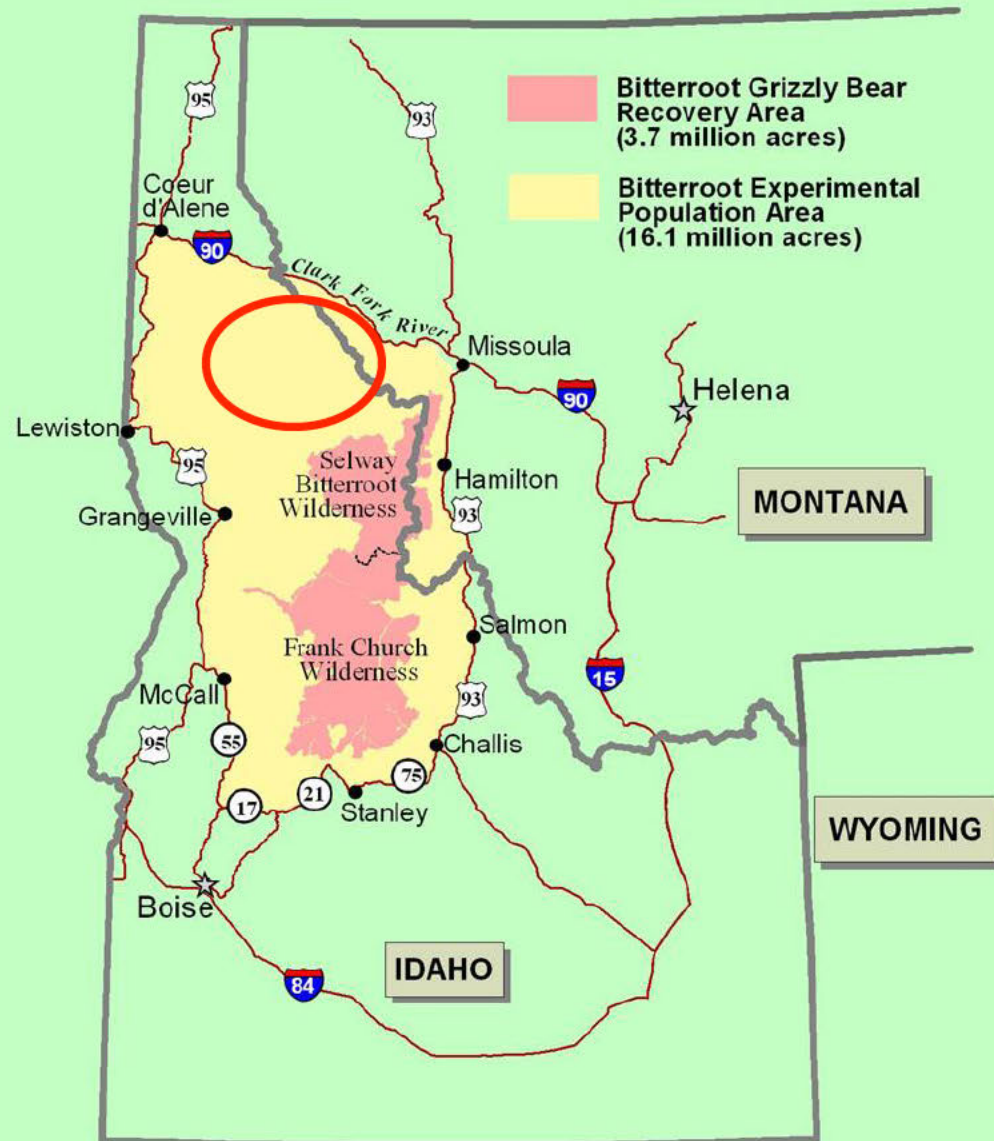 95
93
Bitterroot Grizzly Bear
Recovery Area
(3.7 million acres)
Bitterroot Experimental
Population Area
(16.1 million acres)
Coeur
d'Alene
90
Clark Fork River
Missoula
90
Helena
Lewiston
95
Selway
Bitterroot
Wilderness
Hamilton
Grangeville
93
MONTANA
Salmon
Frank Church
Wilderness
McCall
93
15
95
55
Challis
75
21
17
Stanley
WYOMING
Boise
IDAHO
84